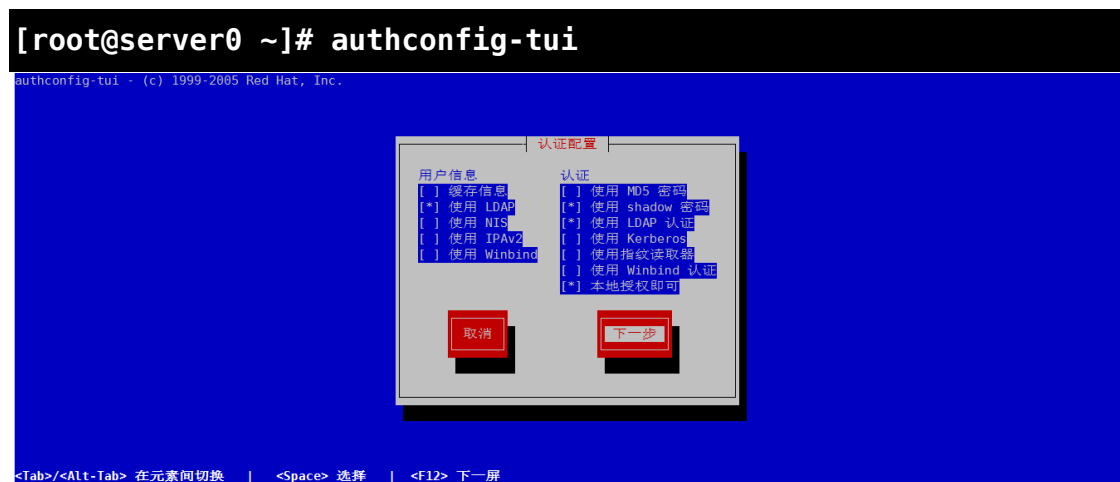 [root@server0 ~]# authconfig-tui
authconfig-tui - (c) 1999-2005 Red Hat, Inc.
认证配置
用户信息 认证
[ ] 缓存信息 [ ] 使用 MD5 密码
[*] 使用 LDAP [*] 使用 shadow 密码
[ ] 使用 NIS [*] 使用 LDAP 认证
[ ] 使用 IPAv2 [ ] 使用 Kerberos
[ ] 使用 Winbind [ ] 使用指纹读取器
[ ] 使用 Winbind 认证
[*] 本地授权即可
取消 下一步
<Tab>/<Alt-Tab> 在元素间切换 | <Space> 选择 | <F12> 下一屏